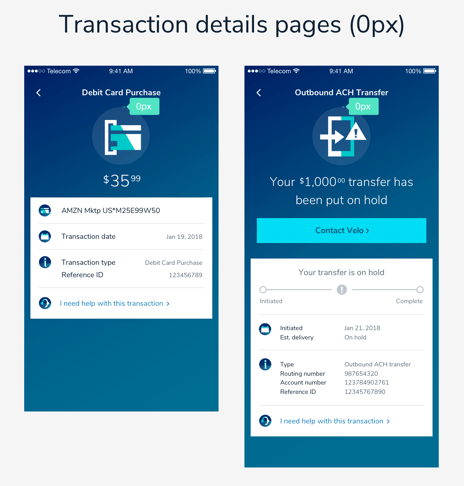 Transaction details pages (0px)
Telecom 9:41 AM 100%
Debit Card Purchase
0px
$35.99
AMZN Mktp US*M25E99W50
Transaction date Jan 19, 2018
Transaction type Debit Card Purchase
Reference ID 123456789
I need help with this transaction >
Telecom 9:41 AM 100%
Outbound ACH Transfer
0px
Your $1,000.00 transfer has
been put on hold
Contact Velo >
Your transfer is on hold
Initiated Complete
Initiated Jan 21, 2018
Est. delivery On hold
Type Outbound ACH transfer
Routing number 987654320
Account number 123784902761
Reference ID 12345767890
I need help with this transaction >